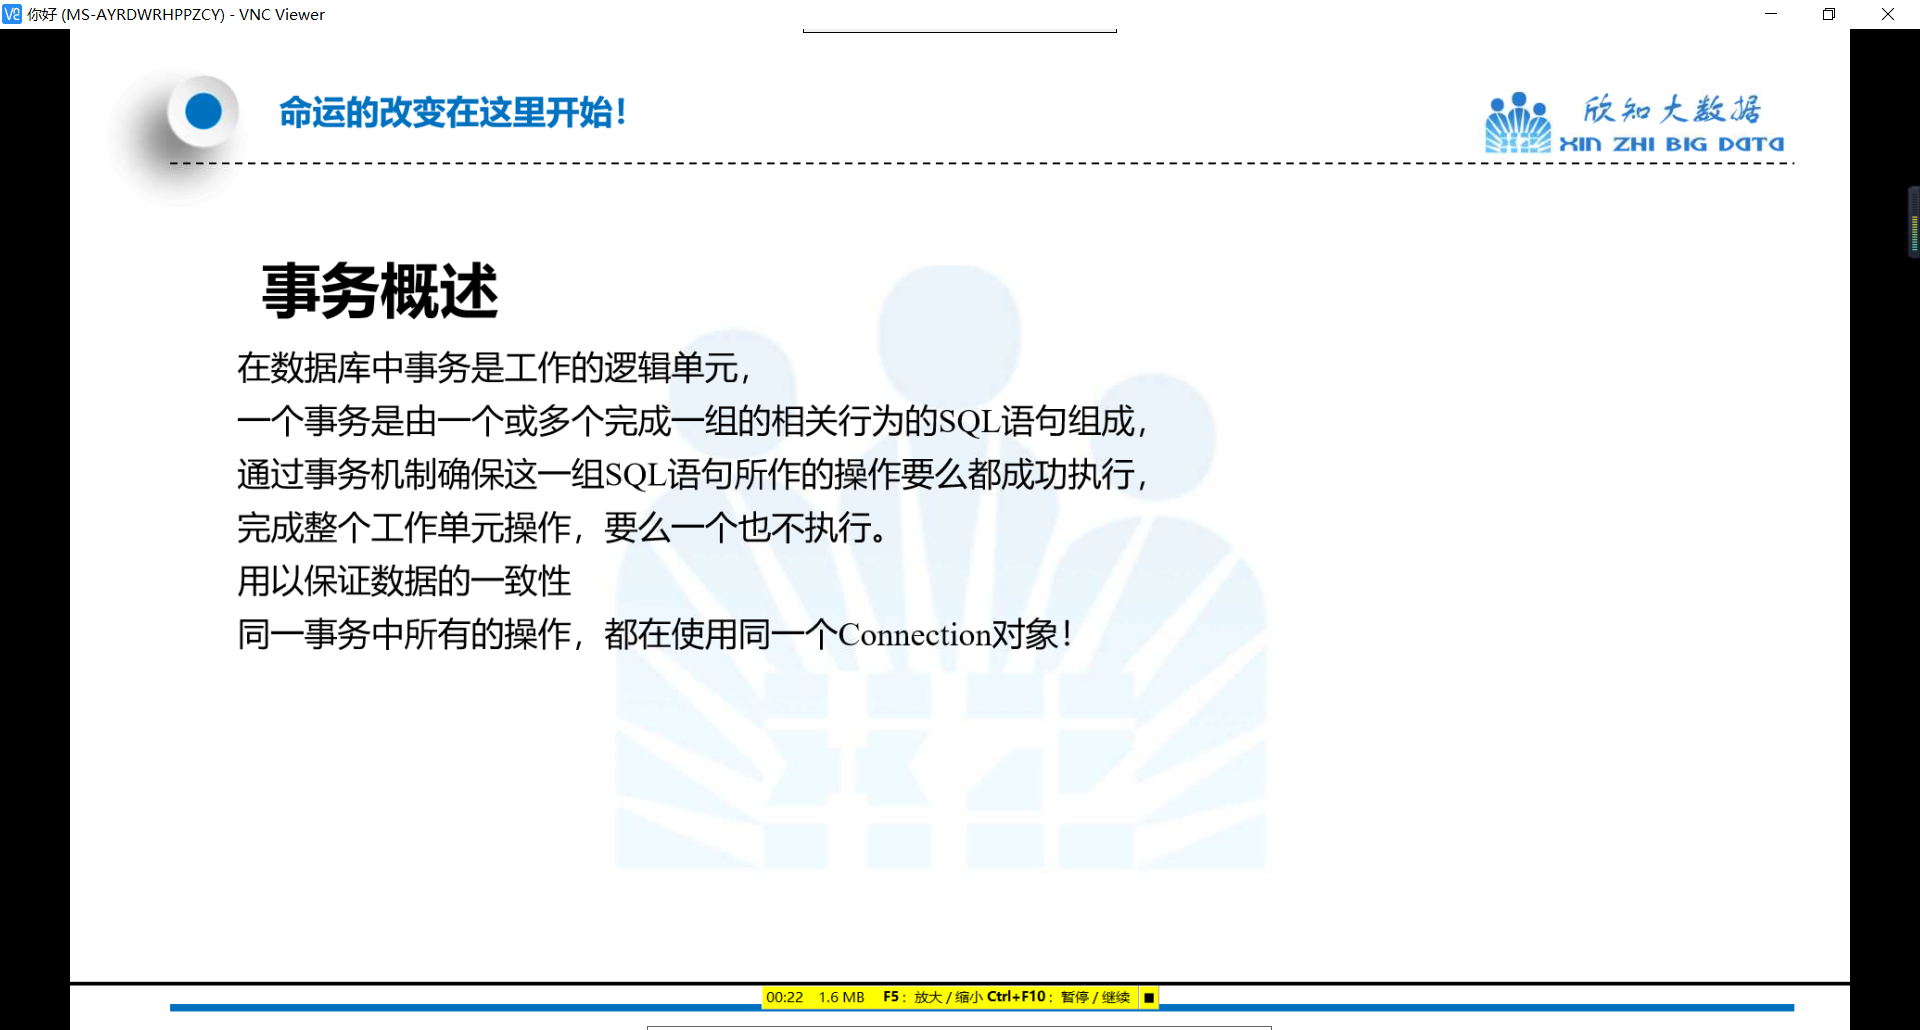 你好 (MS-AYRDWRHPPZCY) - VNC Viewer
命运的改变在这里开始！
欣知大数据
XIN ZHI BIG DATA
事务概述
在数据库中事务是工作的逻辑单元，
一个事务是由一个或多个完成一组的相关行为的SQL语句组成，
通过事务机制确保这一组SQL语句所作的操作要么都成功执行，
完成整个工作单元操作，要么一个也不执行。
用以保证数据的一致性
同一事务中所有的操作，都在使用同一个Connection对象！
00:22 1.6 MB F5：放大 / 缩小 Ctrl+F10：暂停 / 继续